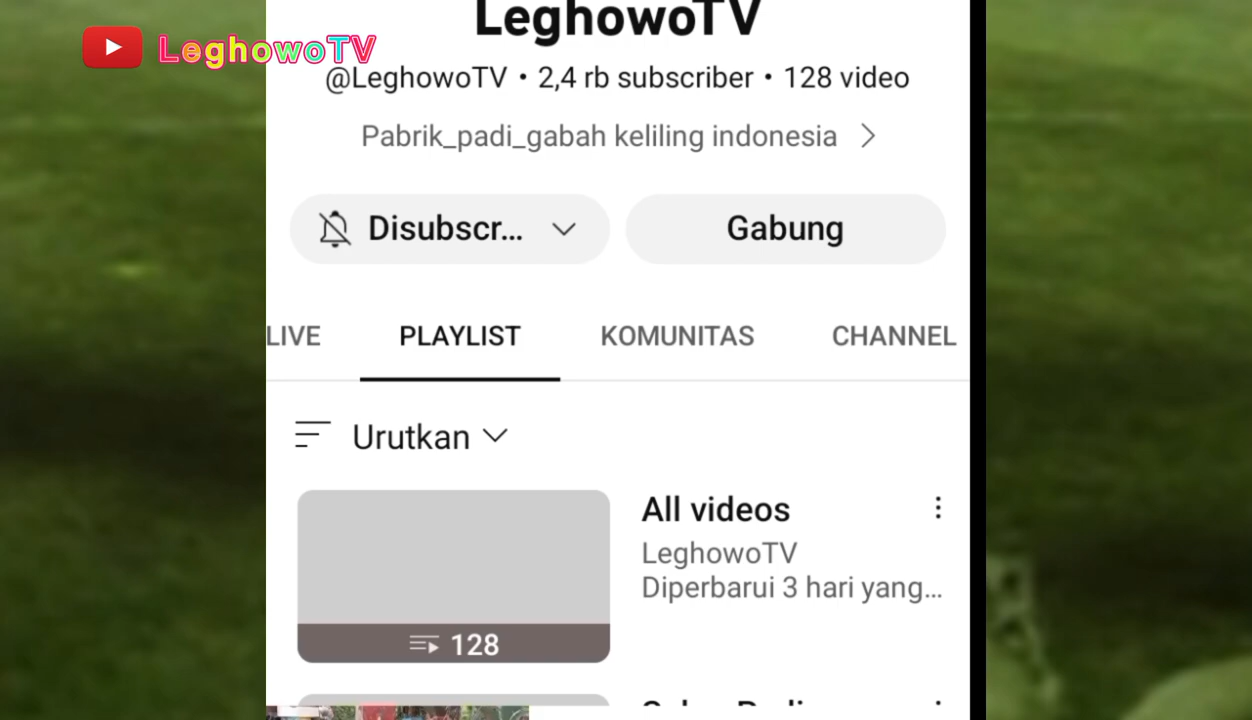 LeghowoTV
LeghowoTV
@LeghowoTV • 2,4 rb subscriber • 128 video
Pabrik_padi_gabah keliling indonesia
Disubscr...
Gabung
LIVE
PLAYLIST
KOMUNITAS
CHANNEL
Urutkan
All videos
LeghowoTV
Diperbarui 3 hari yang...
128